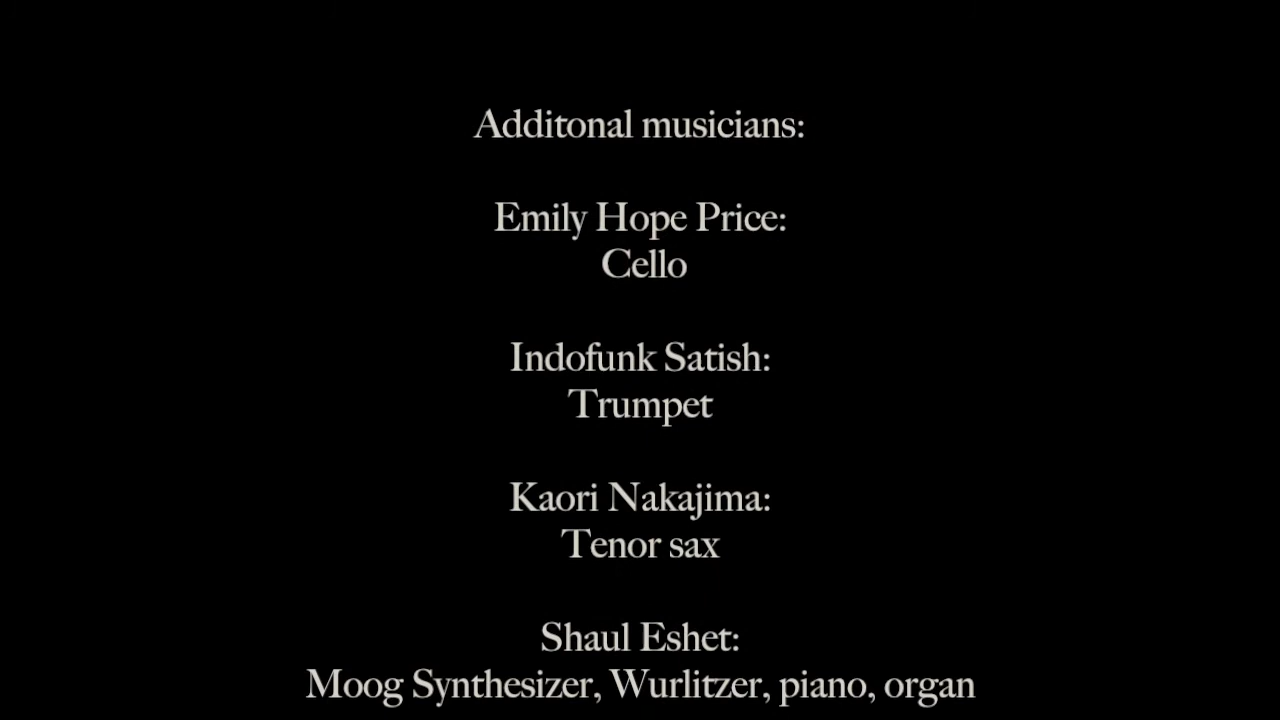 Additonal musicians:
Emily Hope Price:
Cello
Indofunk Satish:
Trumpet
Kaori Nakajima:
Tenor sax
Shaul Eshet:
Moog Synthesizer, Wurlitzer, piano, organ